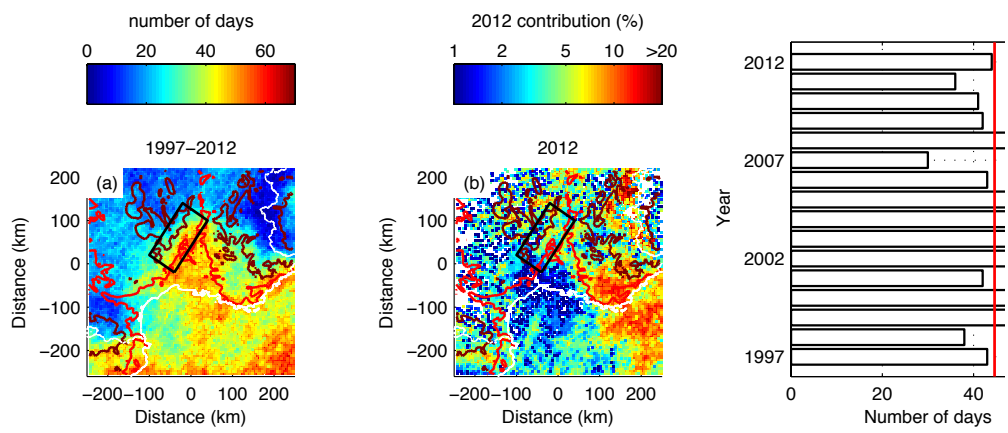 number of days
0 20 40 60
2012 contribution (%)
1 2 5 10 >20
1997−2012
(a)
200
100
0
−100
−200
Distance (km)
−200−100 0 100 200
Distance (km)
2012
(b)
200
100
0
−100
−200
Distance (km)
−200−100 0 100 200
Distance (km)
2012
2007
2002
1997
Year
0 20 40
Number of days